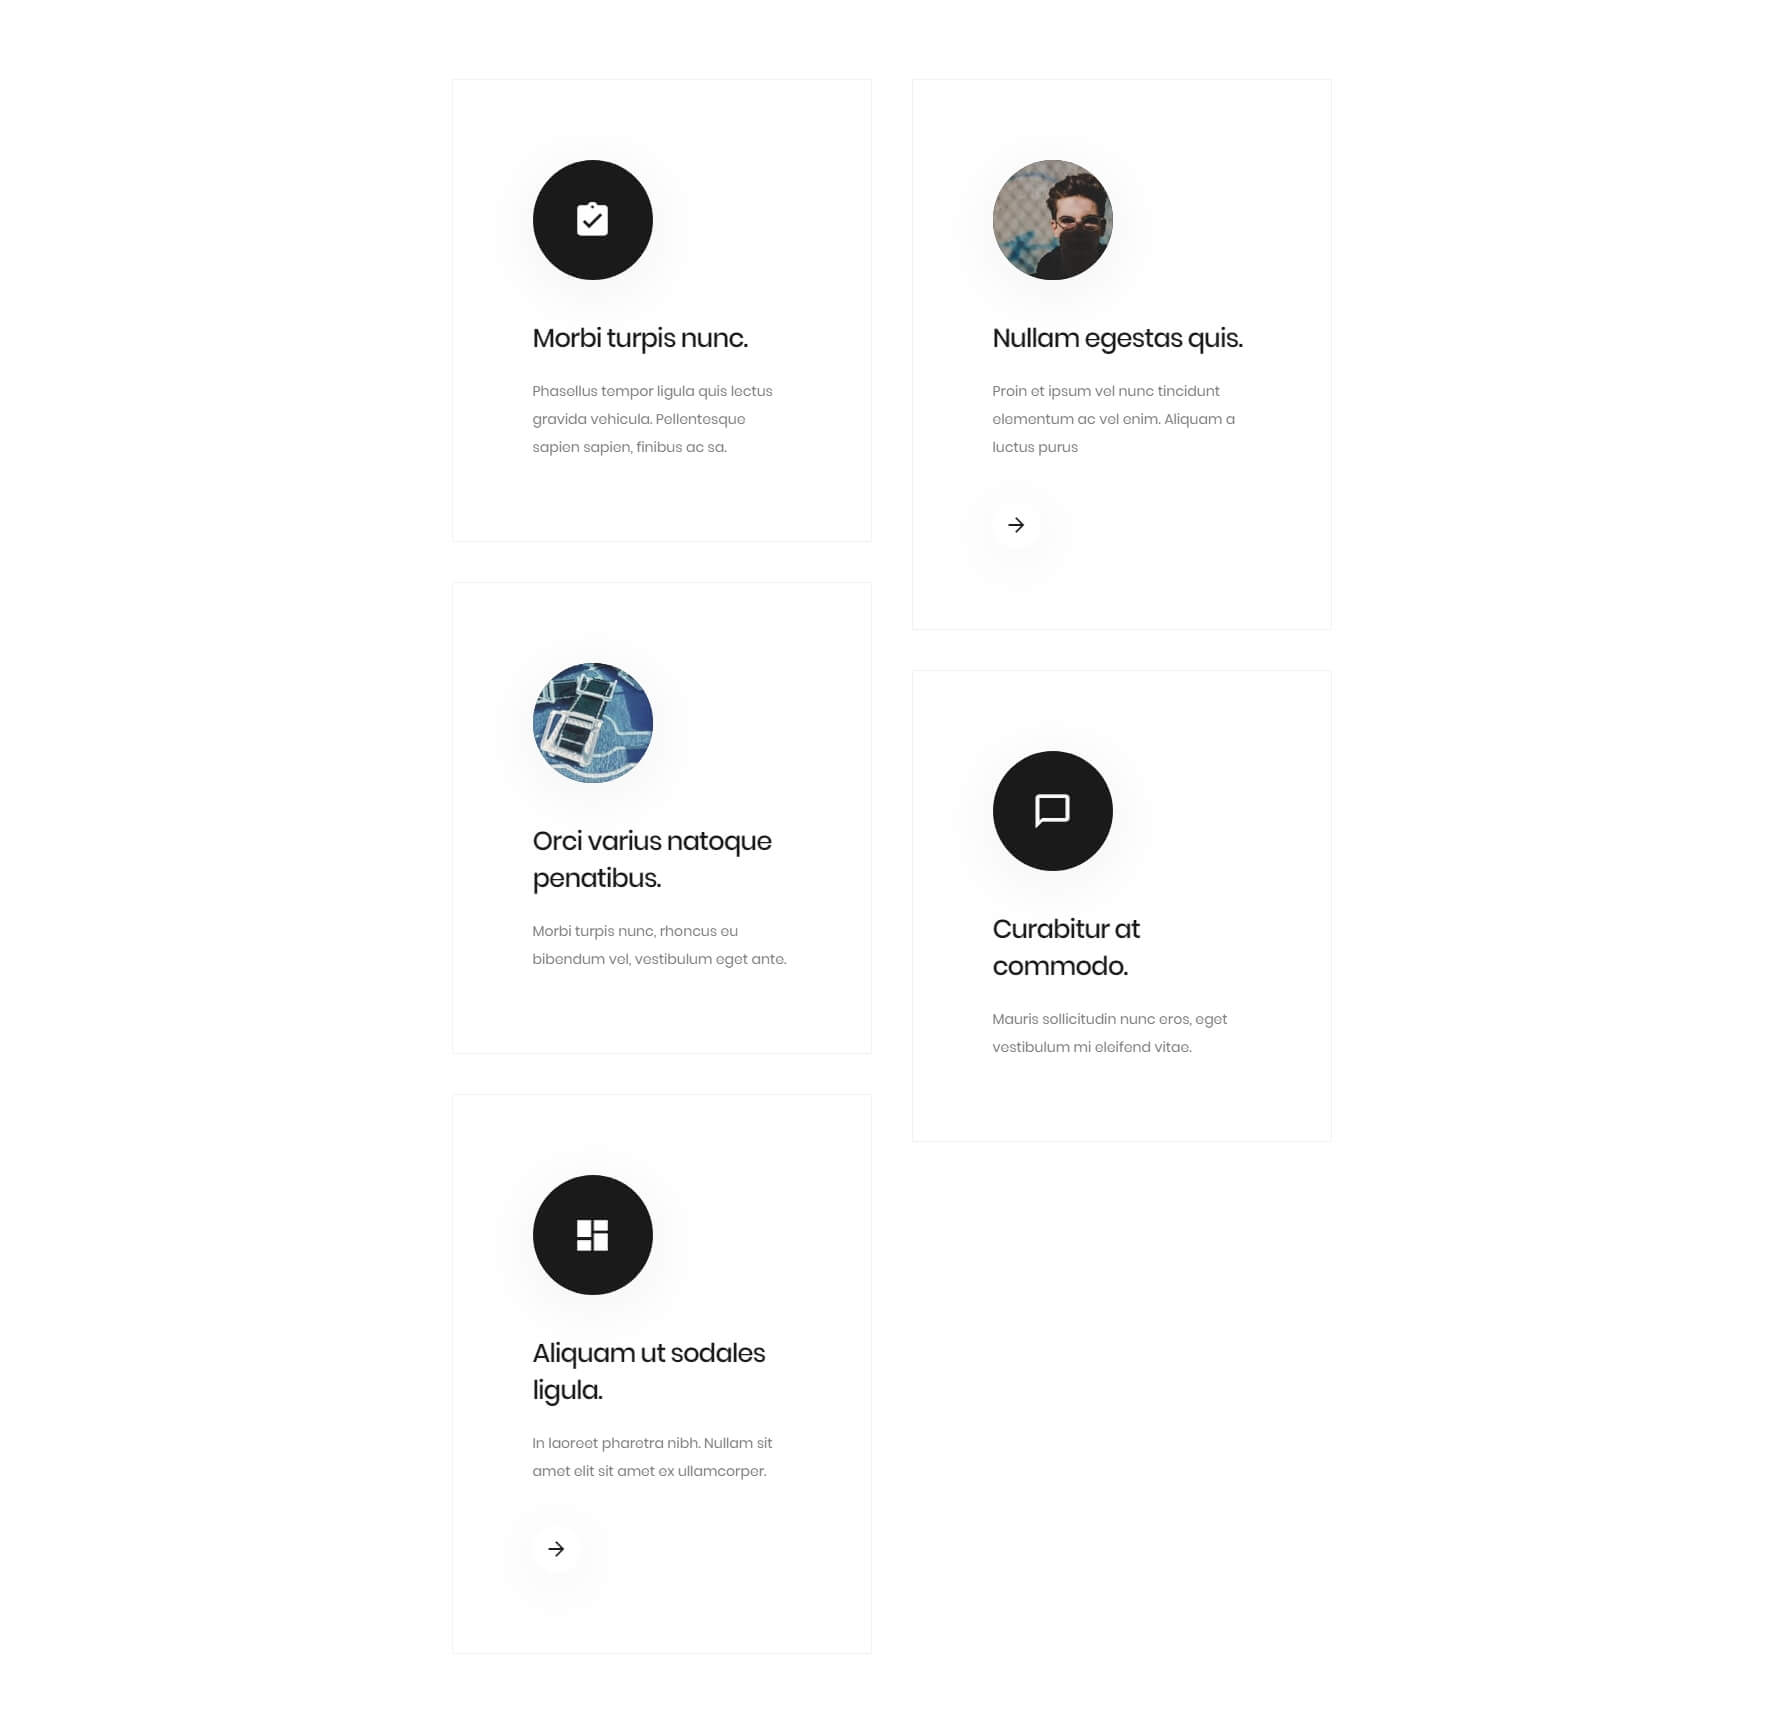 Morbi turpis nunc.
Phasellus tempor ligula quis lectus
gravida vehicula. Pellentesque
sapien sapien, finibus ac sa.
Nullam egestas quis.
Proin et ipsum vel nunc tincidunt
elementum ac vel enim. Aliquam a
luctus purus
Orci varius natoque
penatibus.
Morbi turpis nunc, rhoncus eu
bibendum vel, vestibulum eget ante.
Curabitur at
commodo.
Mauris sollicitudin nunc eros, eget
vestibulum mi eleifend vitae.
Aliquam ut sodales
ligula.
In laoreet pharetra nibh. Nullam sit
amet elit sit amet ex ullamcorper.